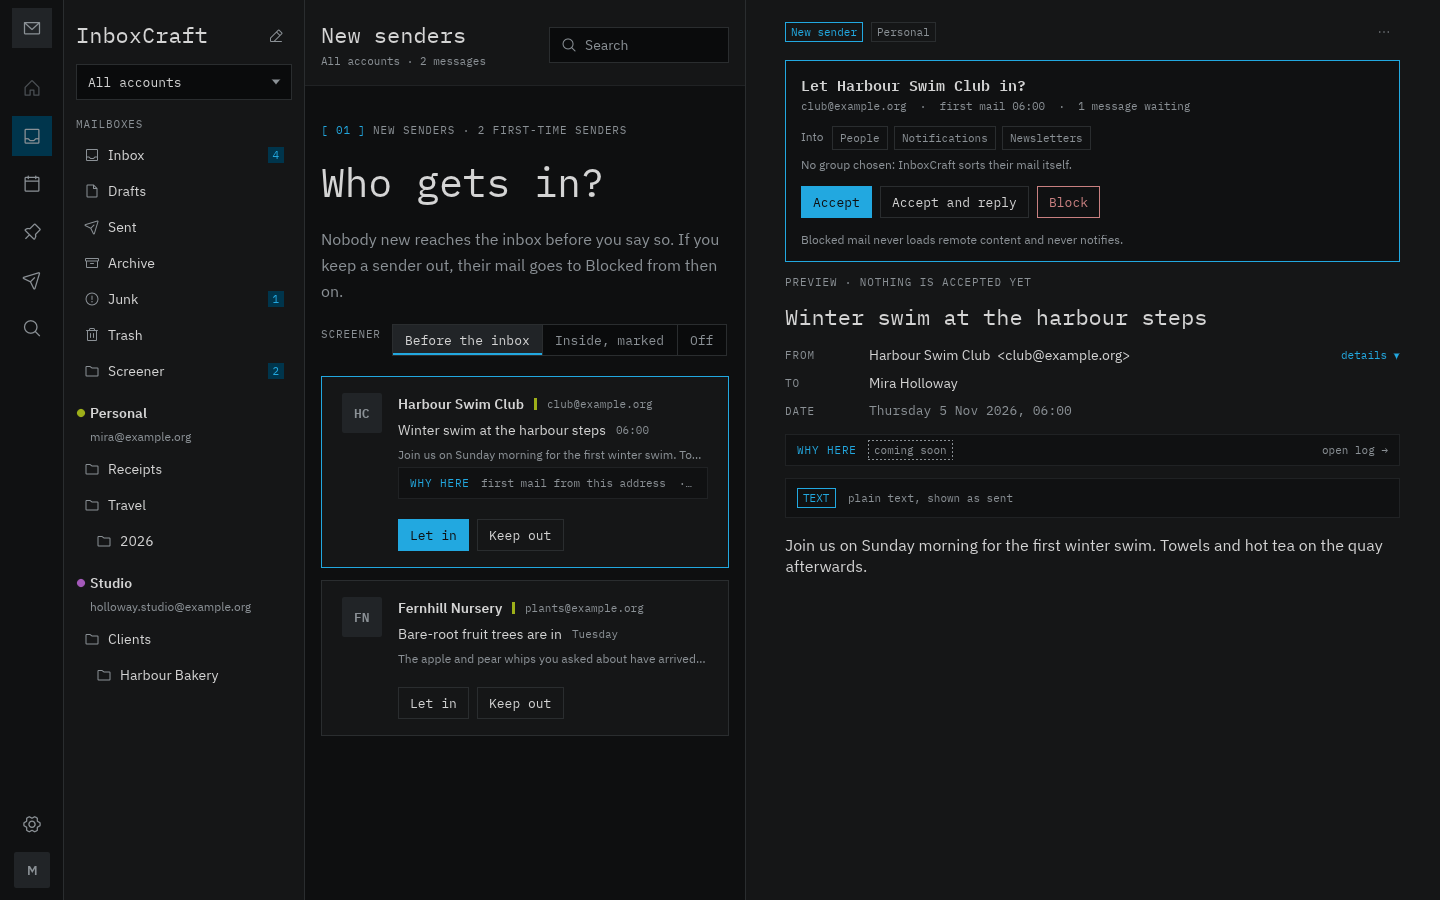 InboxCraft
All accounts
MAILBOXES
Inbox 4
Drafts
Sent
Archive
Junk 1
Trash
Screener 2
Personal
mira@example.org
Receipts
Travel
2026
Studio
holloway.studio@example.org
Clients
Harbour Bakery
M
New senders
All accounts · 2 messages
Search
[ 01 ] NEW SENDERS · 2 FIRST-TIME SENDERS
Who gets in?
Nobody new reaches the inbox before you say so. If you
keep a sender out, their mail goes to Blocked from then
on.
SCREENER Before the inbox Inside, marked Off
HC
Harbour Swim Club club@example.org
Winter swim at the harbour steps 06:00
Join us on Sunday morning for the first winter swim. To…
WHY HERE first mail from this address ·…
Let in Keep out
FN
Fernhill Nursery plants@example.org
Bare-root fruit trees are in Tuesday
The apple and pear whips you asked about have arrived…
Let in Keep out
New sender Personal ···
Let Harbour Swim Club in?
club@example.org · first mail 06:00 · 1 message waiting
Into People Notifications Newsletters
No group chosen: InboxCraft sorts their mail itself.
Accept Accept and reply Block
Blocked mail never loads remote content and never notifies.
PREVIEW · NOTHING IS ACCEPTED YET
Winter swim at the harbour steps
FROM Harbour Swim Club <club@example.org> details ▾
TO Mira Holloway
DATE Thursday 5 Nov 2026, 06:00
WHY HERE coming soon open log →
TEXT plain text, shown as sent
Join us on Sunday morning for the first winter swim. Towels and hot tea on the quay
afterwards.